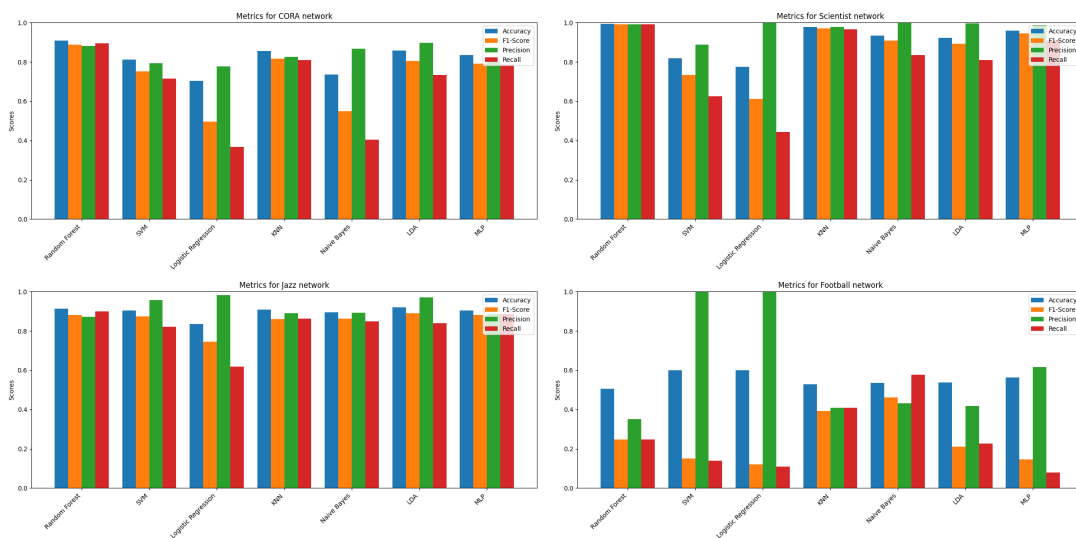 Metrics for CORA network
Scores
1.0
0.8
0.6
0.4
0.2
0.0
Accuracy
F1-Score
Precision
Recall
Random Forest
SVM
Logistic Regression
KNN
Naive Bayes
LDA
MLP
Metrics for Scientist network
Scores
1.0
0.8
0.6
0.4
0.2
0.0
Accuracy
F1-Score
Precision
Recall
Random Forest
SVM
Logistic Regression
KNN
Naive Bayes
LDA
MLP
Metrics for Jazz network
Scores
1.0
0.8
0.6
0.4
0.2
0.0
Accuracy
F1-Score
Precision
Recall
Random Forest
SVM
Logistic Regression
KNN
Naive Bayes
LDA
MLP
Metrics for Football network
Scores
1.0
0.8
0.6
0.4
0.2
0.0
Accuracy
F1-Score
Precision
Recall
Random Forest
SVM
Logistic Regression
KNN
Naive Bayes
LDA
MLP